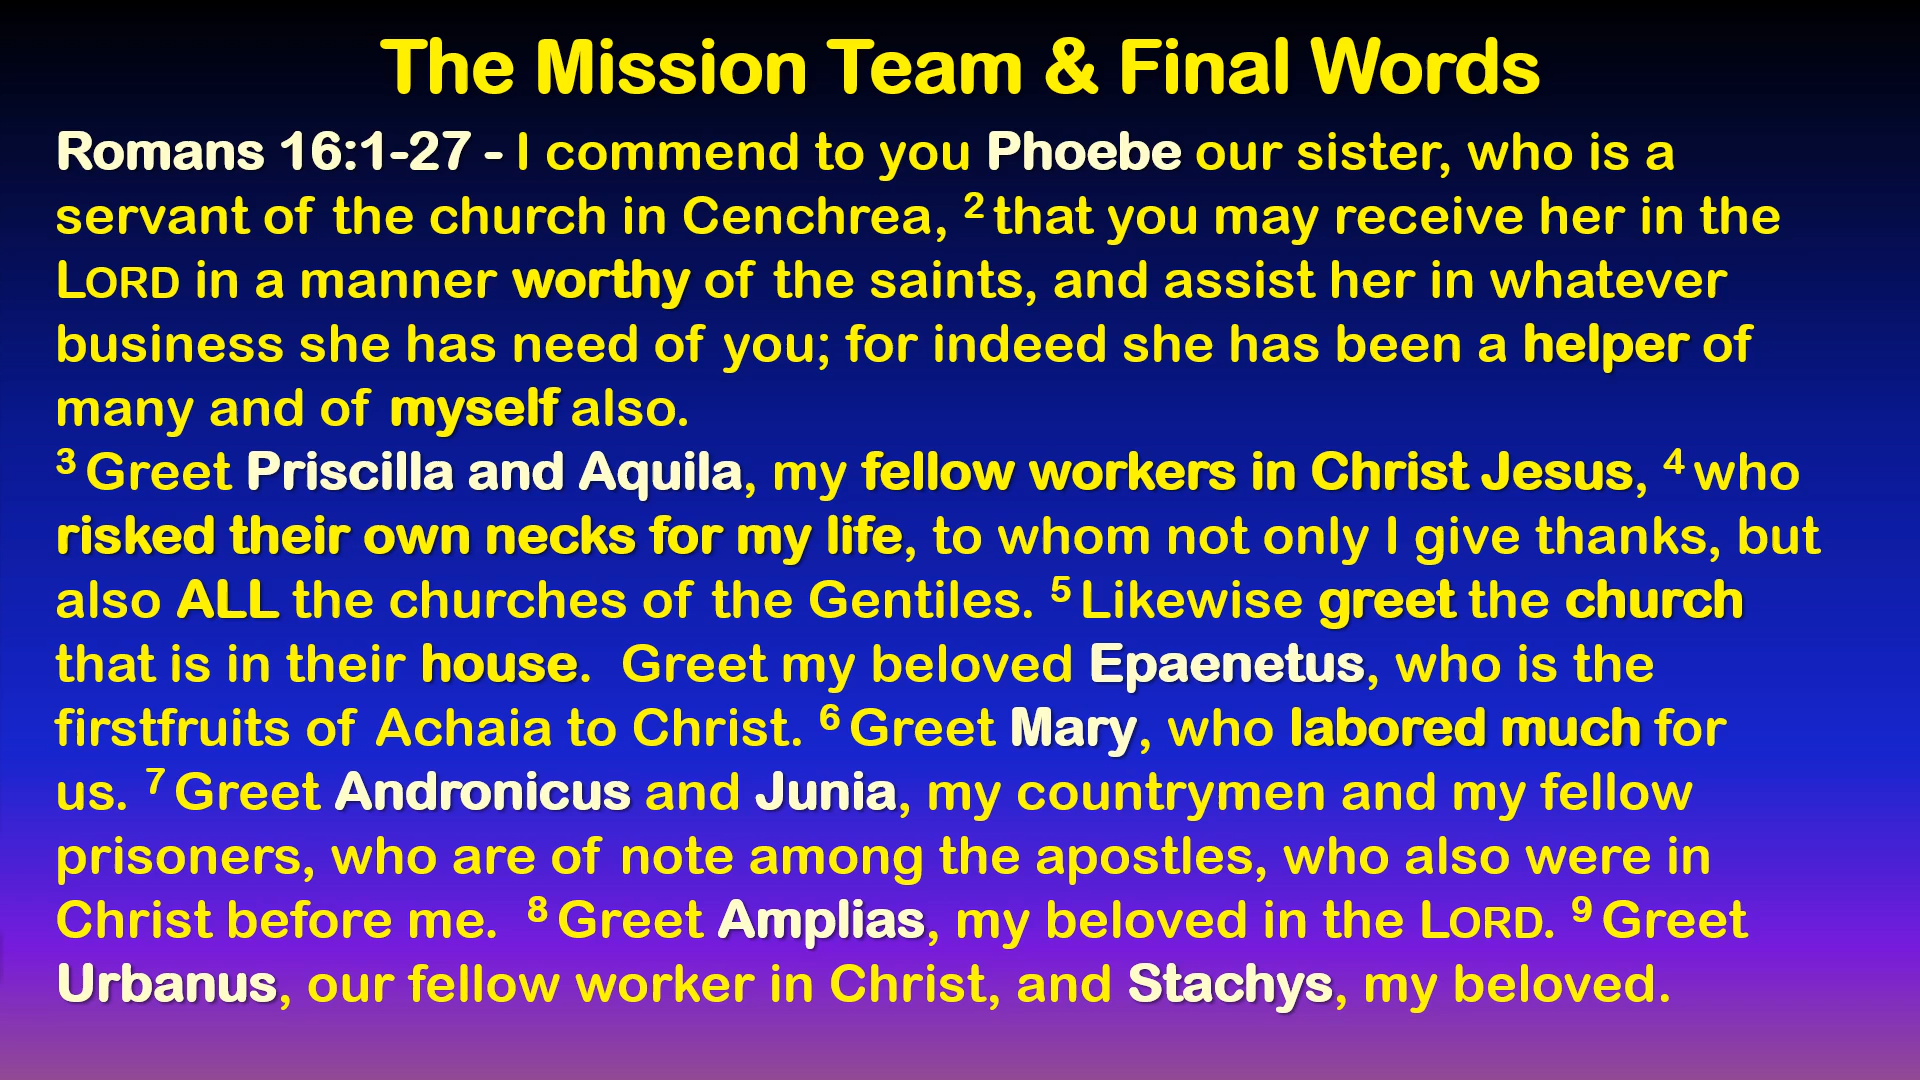 The Mission Team & Final Words
Romans 16:1-27 - I commend to you Phoebe our sister, who is a
servant of the church in Cenchrea, 2 that you may receive her in the
LORD in a manner worthy of the saints, and assist her in whatever
business she has need of you; for indeed she has been a helper of
many and of myself also.
3 Greet Priscilla and Aquila, my fellow workers in Christ Jesus, 4 who
risked their own necks for my life, to whom not only I give thanks, but
also ALL the churches of the Gentiles. 5 Likewise greet the church
that is in their house.  Greet my beloved Epaenetus, who is the
firstfruits of Achaia to Christ. 6 Greet Mary, who labored much for
us. 7 Greet Andronicus and Junia, my countrymen and my fellow
prisoners, who are of note among the apostles, who also were in
Christ before me.  8 Greet Amplias, my beloved in the LORD. 9 Greet
Urbanus, our fellow worker in Christ, and Stachys, my beloved.